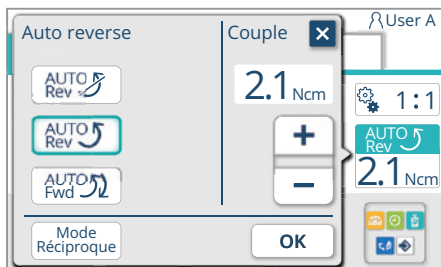 Auto reverse
Couple
User A
AUTO
Rev
2.1 Ncm
1:1
AUTO
Rev
+
AUTO
Rev
2.1 Ncm
AUTO
Fwd
−
Mode
Réciproque
OK